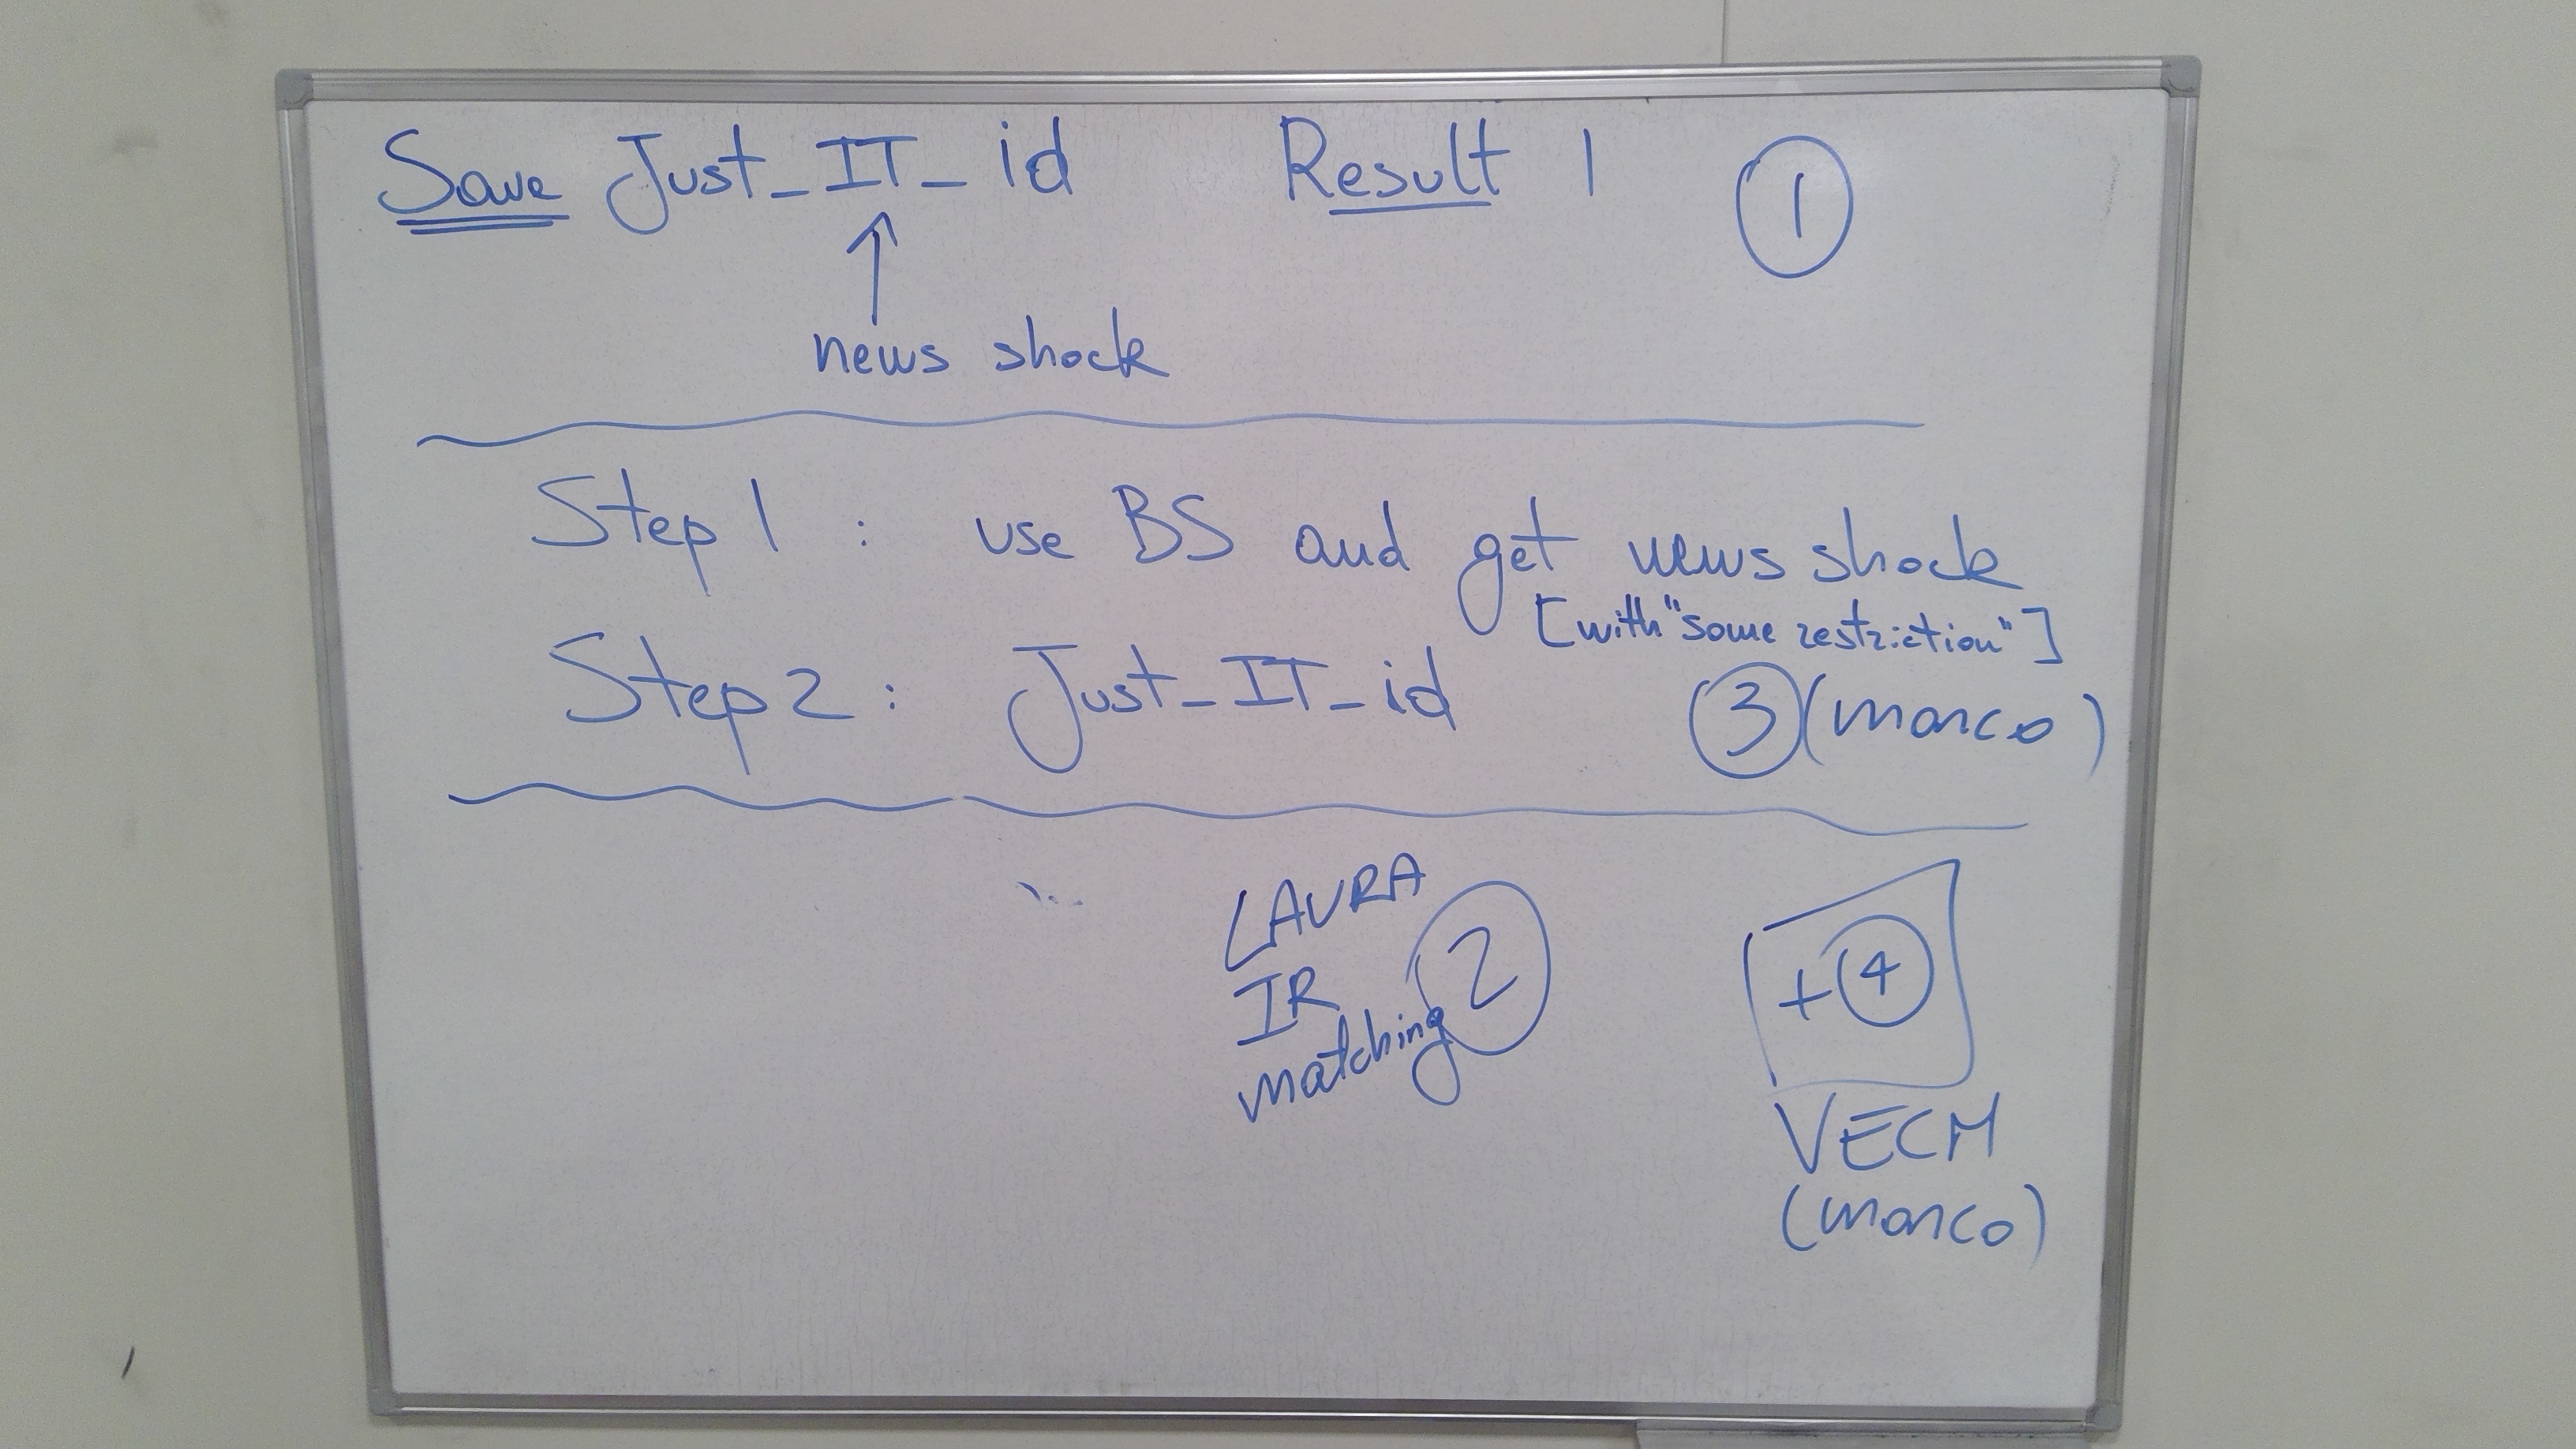 Save Just_IT_id Result 1 ①
↑
news shock
Step 1 : use BS and get news shock
[with "some restriction"]
Step 2 : Just_IT_id ③ (marco)
LAURA
IR
matching ②
+④
VECM
(marco)